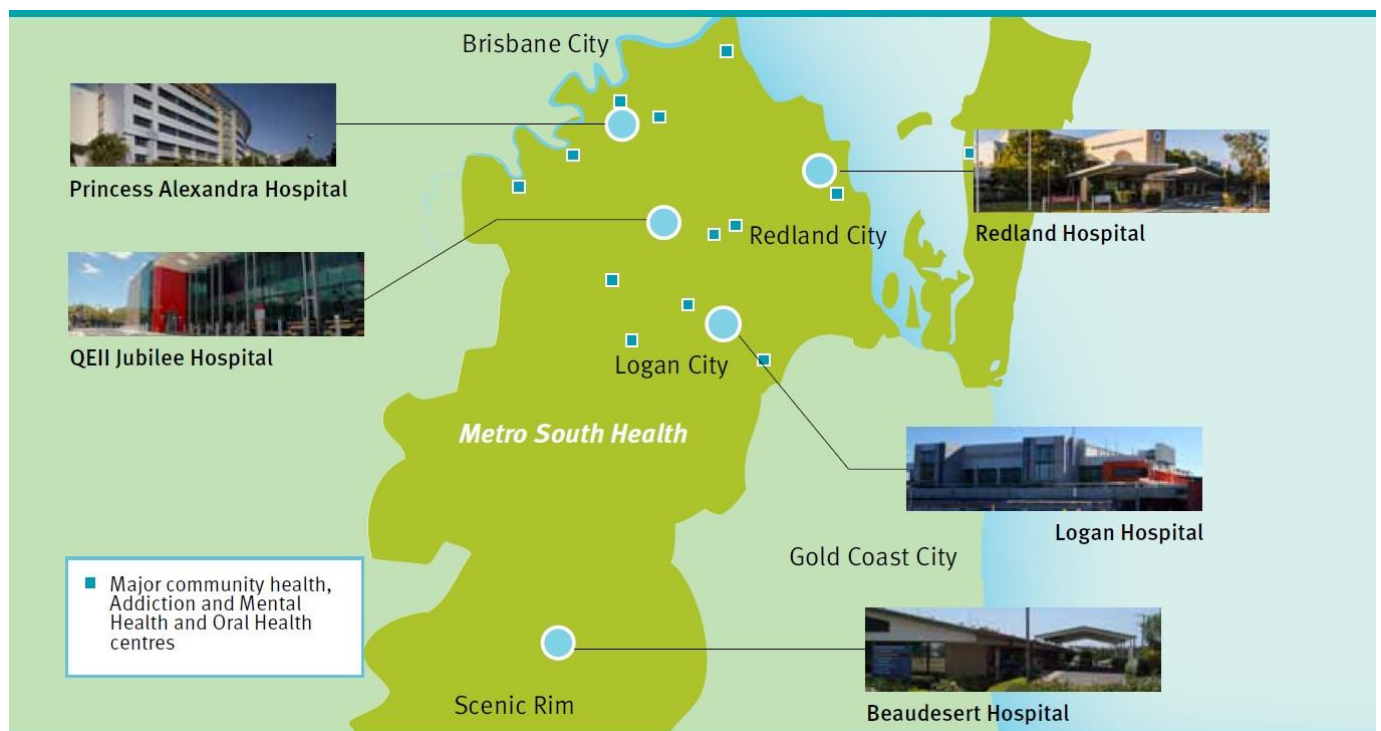 Brisbane City
Princess Alexandra Hospital
Redland City
Redland Hospital
QEII Jubilee Hospital
Logan City
Metro South Health
Logan Hospital
Gold Coast City
Major community health,
Addiction and Mental
Health and Oral Health
centres
Scenic Rim
Beaudesert Hospital